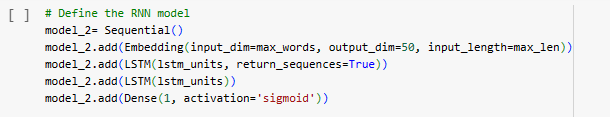 [ ] # Define the RNN model
model_2= Sequential()
model_2.add(Embedding(input_dim=max_words, output_dim=50, input_length=max_len))
model_2.add(LSTM(lstm_units, return_sequences=True))
model_2.add(LSTM(lstm_units))
model_2.add(Dense(1, activation='sigmoid'))